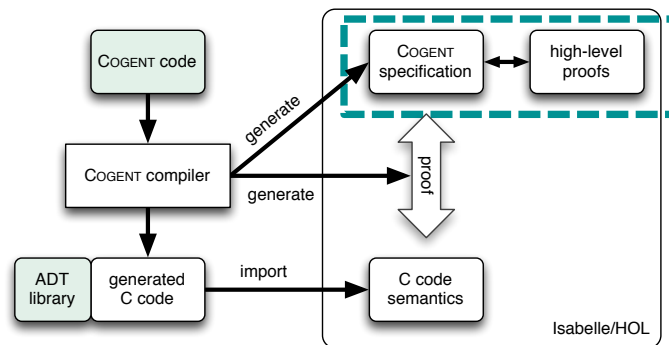 COGENT code
COGENT
specification
high-level
proofs
generate
COGENT compiler
generate
proof
ADT
library
generated
C code
import
C code
semantics
Isabelle/HOL